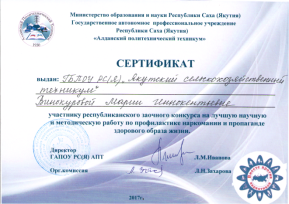 Министерство образования и науки Республики Саха (Якутия)
Государственное автономное профессиональное учреждение
Республики Саха (Якутия)
«Алданский политехнический техникум»
СЕРТИФИКАТ
выдан: ГБПОУ РС(Я) „Якутский сельскохозяйственный
техникум"
Винокуровой Марии Иннокентьевне
участнику республиканского заочного конкурса на лучшую научную
и методическую работу по профилактике наркомании и пропаганде
здорового образа жизни.
Директор
ГАПОУ РС(Я) АПТ
Л.М.Иванова
Орг.комиссия
Л.Н.Захарова
2017г.